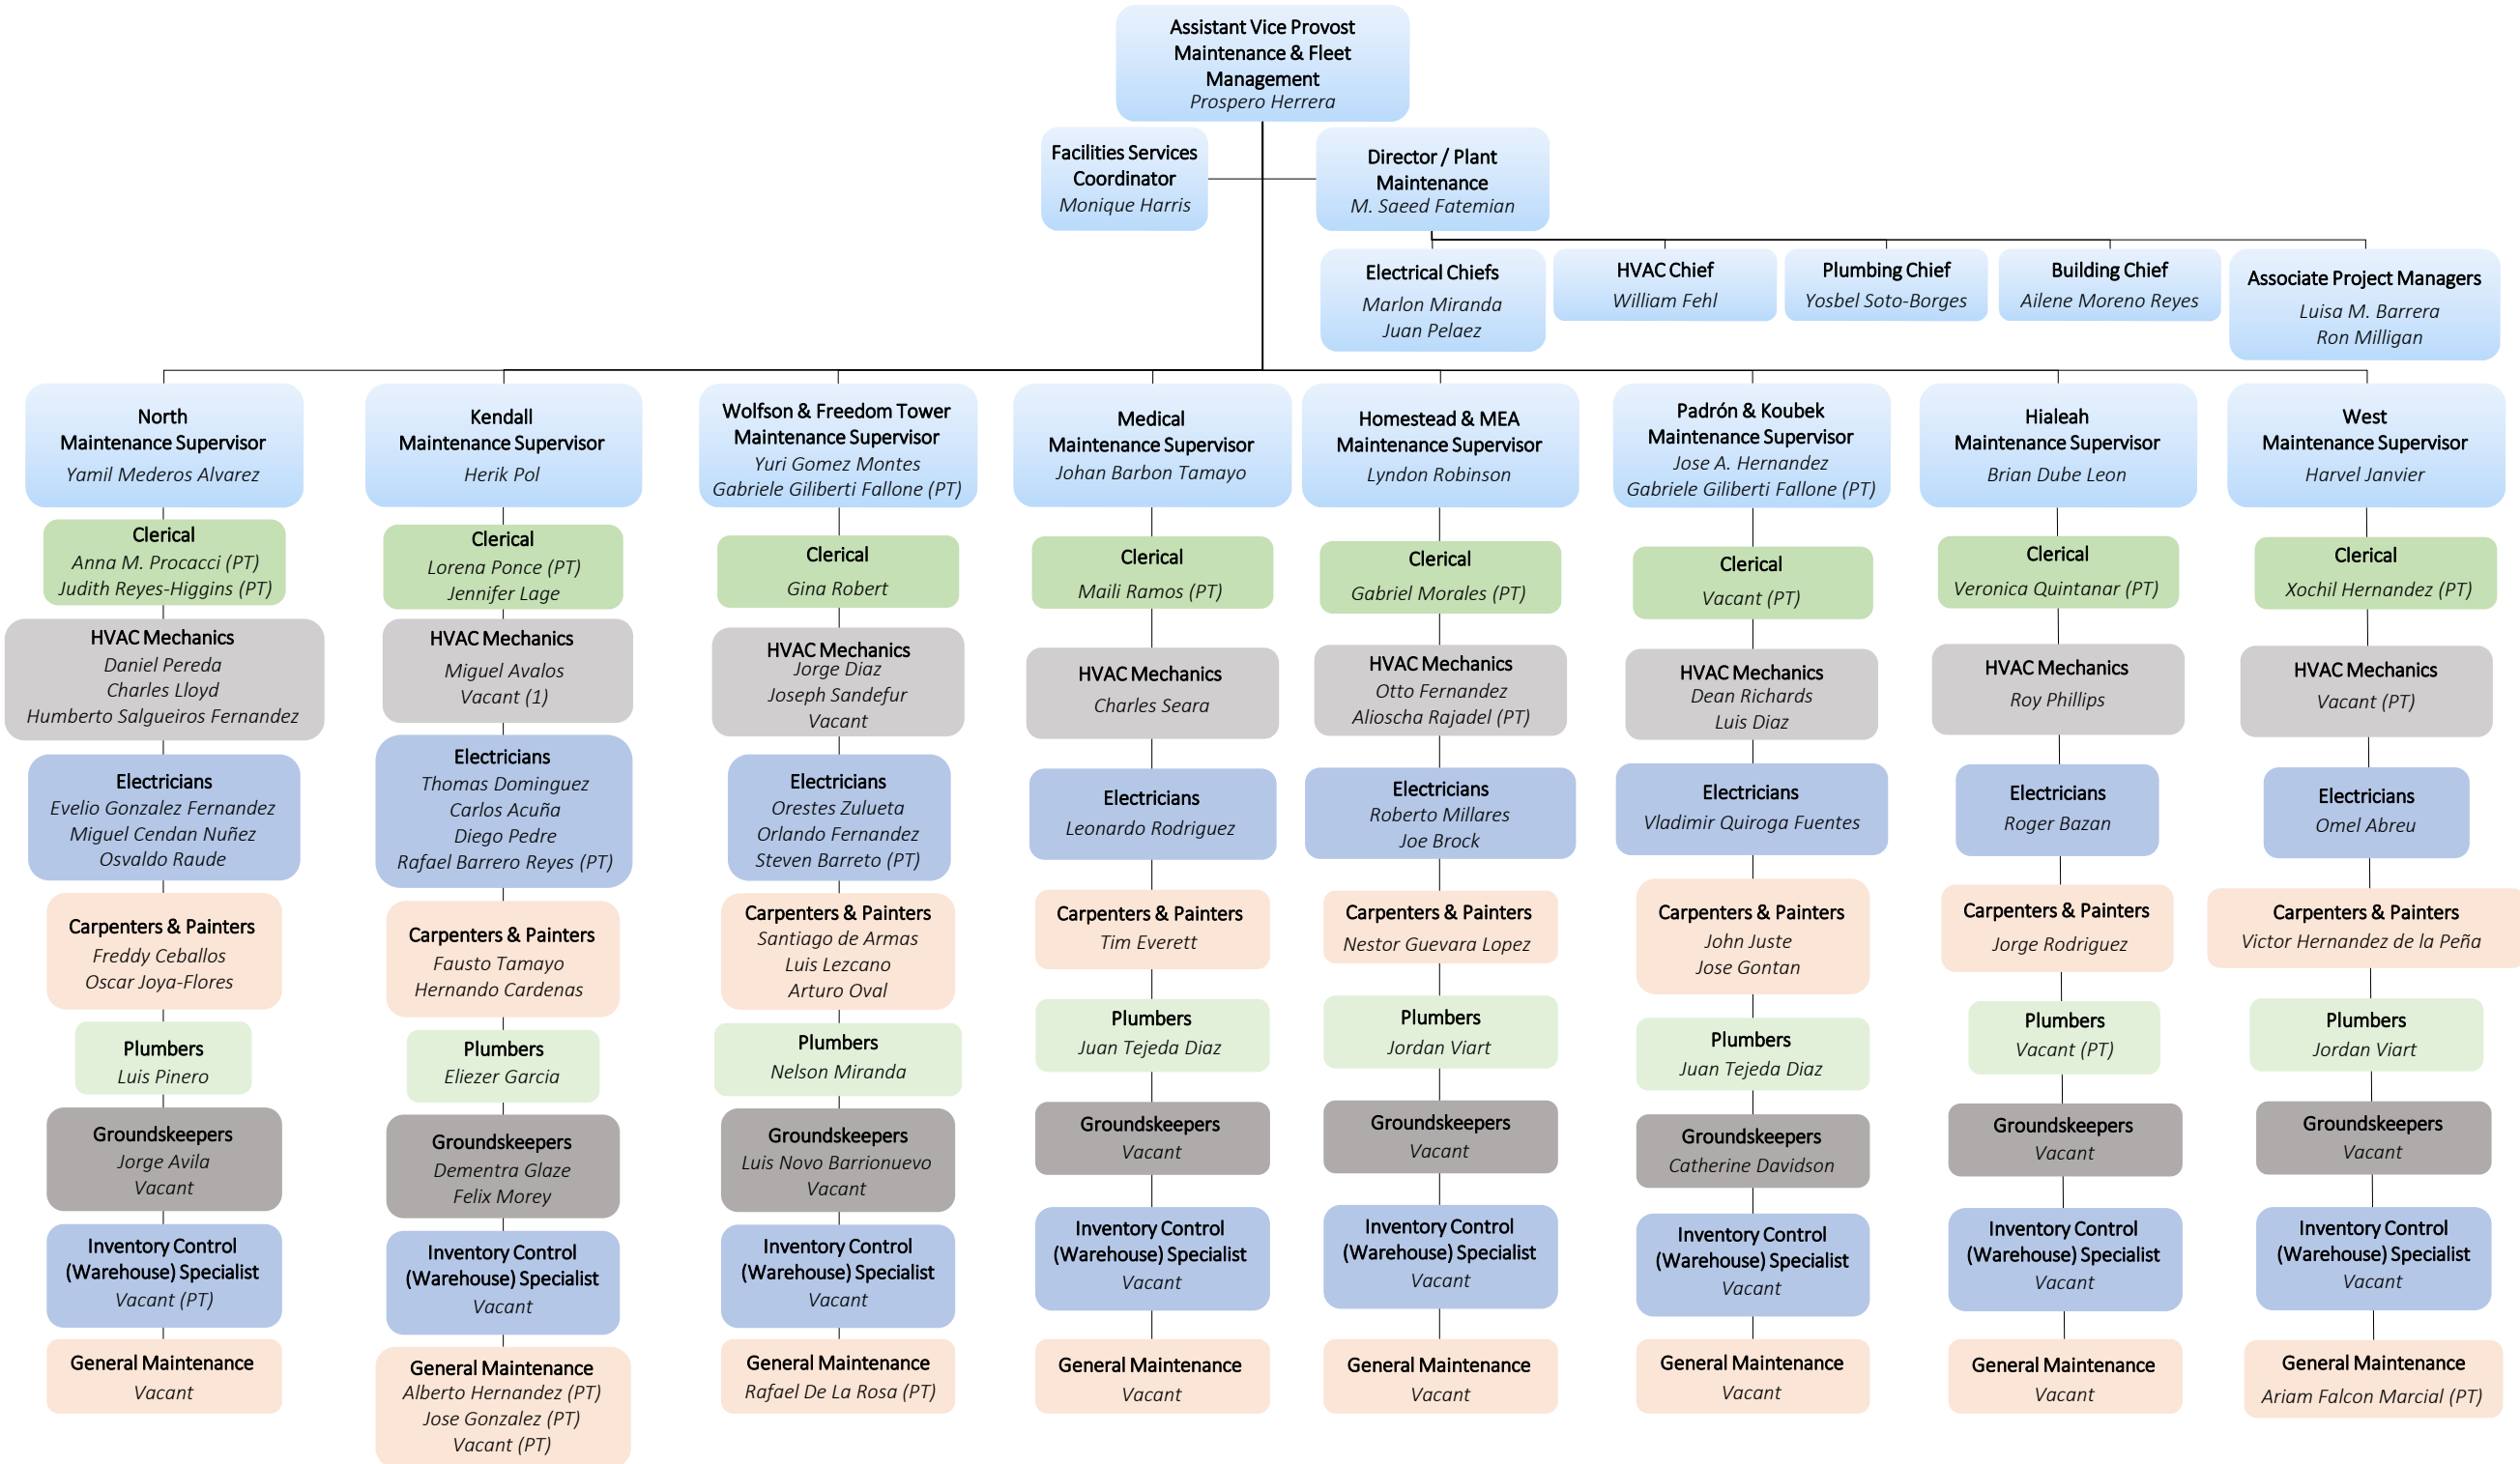 Assistant Vice Provost
Maintenance & Fleet
Management
Prospero Herrera
Facilities Services
Coordinator
Monique Harris
Director / Plant
Maintenance
M. Saeed Fatemian
Electrical Chiefs
Marlon Miranda
Juan Pelaez
HVAC Chief
William Fehl
Plumbing Chief
Yosbel Soto-Borges
Building Chief
Ailene Moreno Reyes
Associate Project Managers
Luisa M. Barrera
Ron Milligan
North
Maintenance Supervisor
Yamil Mederos Alvarez
Clerical
Anna M. Procacci (PT)
Judith Reyes-Higgins (PT)
HVAC Mechanics
Daniel Pereda
Charles Lloyd
Humberto Salgueiros Fernandez
Electricians
Evelio Gonzalez Fernandez
Miguel Cendan Nuñez
Osvaldo Raude
Carpenters & Painters
Freddy Ceballos
Oscar Joya-Flores
Plumbers
Luis Pinero
Groundskeepers
Jorge Avila
Vacant
Inventory Control
(Warehouse) Specialist
Vacant (PT)
General Maintenance
Vacant
Kendall
Maintenance Supervisor
Herik Pol
Clerical
Lorena Ponce (PT)
Jennifer Lage
HVAC Mechanics
Miguel Avalos
Vacant (1)
Electricians
Thomas Dominguez
Carlos Acuña
Diego Pedre
Rafael Barrero Reyes (PT)
Carpenters & Painters
Fausto Tamayo
Hernando Cardenas
Plumbers
Eliezer Garcia
Groundskeepers
Dementra Glaze
Felix Morey
Inventory Control
(Warehouse) Specialist
Vacant
General Maintenance
Alberto Hernandez (PT)
Jose Gonzalez (PT)
Vacant (PT)
Wolfson & Freedom Tower
Maintenance Supervisor
Yuri Gomez Montes
Gabriele Giliberti Fallone (PT)
Clerical
Gina Robert
HVAC Mechanics
Jorge Diaz
Joseph Sandefur
Vacant
Electricians
Orestes Zulueta
Orlando Fernandez
Steven Barreto (PT)
Carpenters & Painters
Santiago de Armas
Luis Lezcano
Arturo Oval
Plumbers
Nelson Miranda
Groundskeepers
Luis Novo Barrionuevo
Vacant
Inventory Control
(Warehouse) Specialist
Vacant
General Maintenance
Rafael De La Rosa (PT)
Medical
Maintenance Supervisor
Johan Barbon Tamayo
Clerical
Maili Ramos (PT)
HVAC Mechanics
Charles Seara
Electricians
Leonardo Rodriguez
Carpenters & Painters
Tim Everett
Plumbers
Juan Tejeda Diaz
Groundskeepers
Vacant
Inventory Control
(Warehouse) Specialist
Vacant
General Maintenance
Vacant
Homestead & MEA
Maintenance Supervisor
Lyndon Robinson
Clerical
Gabriel Morales (PT)
HVAC Mechanics
Otto Fernandez
Alioscha Rajadel (PT)
Electricians
Roberto Millares
Joe Brock
Carpenters & Painters
Nestor Guevara Lopez
Plumbers
Jordan Viart
Groundskeepers
Vacant
Inventory Control
(Warehouse) Specialist
Vacant
General Maintenance
Vacant
Padrón & Koubek
Maintenance Supervisor
Jose A. Hernandez
Gabriele Giliberti Fallone (PT)
Clerical
Vacant (PT)
HVAC Mechanics
Dean Richards
Luis Diaz
Electricians
Vladimir Quiroga Fuentes
Carpenters & Painters
John Juste
Jose Gontan
Plumbers
Juan Tejeda Diaz
Groundskeepers
Catherine Davidson
Inventory Control
(Warehouse) Specialist
Vacant
General Maintenance
Vacant
Hialeah
Maintenance Supervisor
Brian Dube Leon
Clerical
Veronica Quintanar (PT)
HVAC Mechanics
Roy Phillips
Electricians
Roger Bazan
Carpenters & Painters
Jorge Rodriguez
Plumbers
Vacant (PT)
Groundskeepers
Vacant
Inventory Control
(Warehouse) Specialist
Vacant
General Maintenance
Vacant
West
Maintenance Supervisor
Harvel Janvier
Clerical
Xochil Hernandez (PT)
HVAC Mechanics
Vacant (PT)
Electricians
Omel Abreu
Carpenters & Painters
Victor Hernandez de la Peña
Plumbers
Jordan Viart
Groundskeepers
Vacant
Inventory Control
(Warehouse) Specialist
Vacant
General Maintenance
Ariam Falcon Marcial (PT)